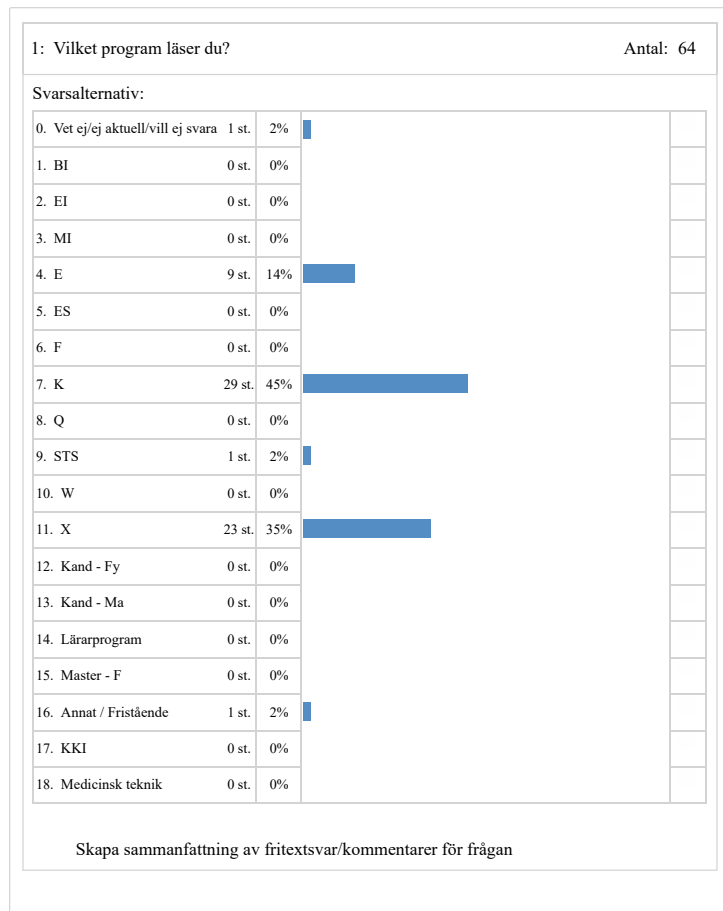 1: Vilket program läser du? Antal: 64
Svarsalternativ:
0. Vet ej/ej aktuell/vill ej svara 1 st. 2%
1. BI 0 st. 0%
2. EI 0 st. 0%
3. MI 0 st. 0%
4. E 9 st. 14%
5. ES 0 st. 0%
6. F 0 st. 0%
7. K 29 st. 45%
8. Q 0 st. 0%
9. STS 1 st. 2%
10. W 0 st. 0%
11. X 23 st. 35%
12. Kand - Fy 0 st. 0%
13. Kand - Ma 0 st. 0%
14. Lärarprogram 0 st. 0%
15. Master - F 0 st. 0%
16. Annat / Fristående 1 st. 2%
17. KKI 0 st. 0%
18. Medicinsk teknik 0 st. 0%
Skapa sammanfattning av fritextsvar/kommentarer för frågan